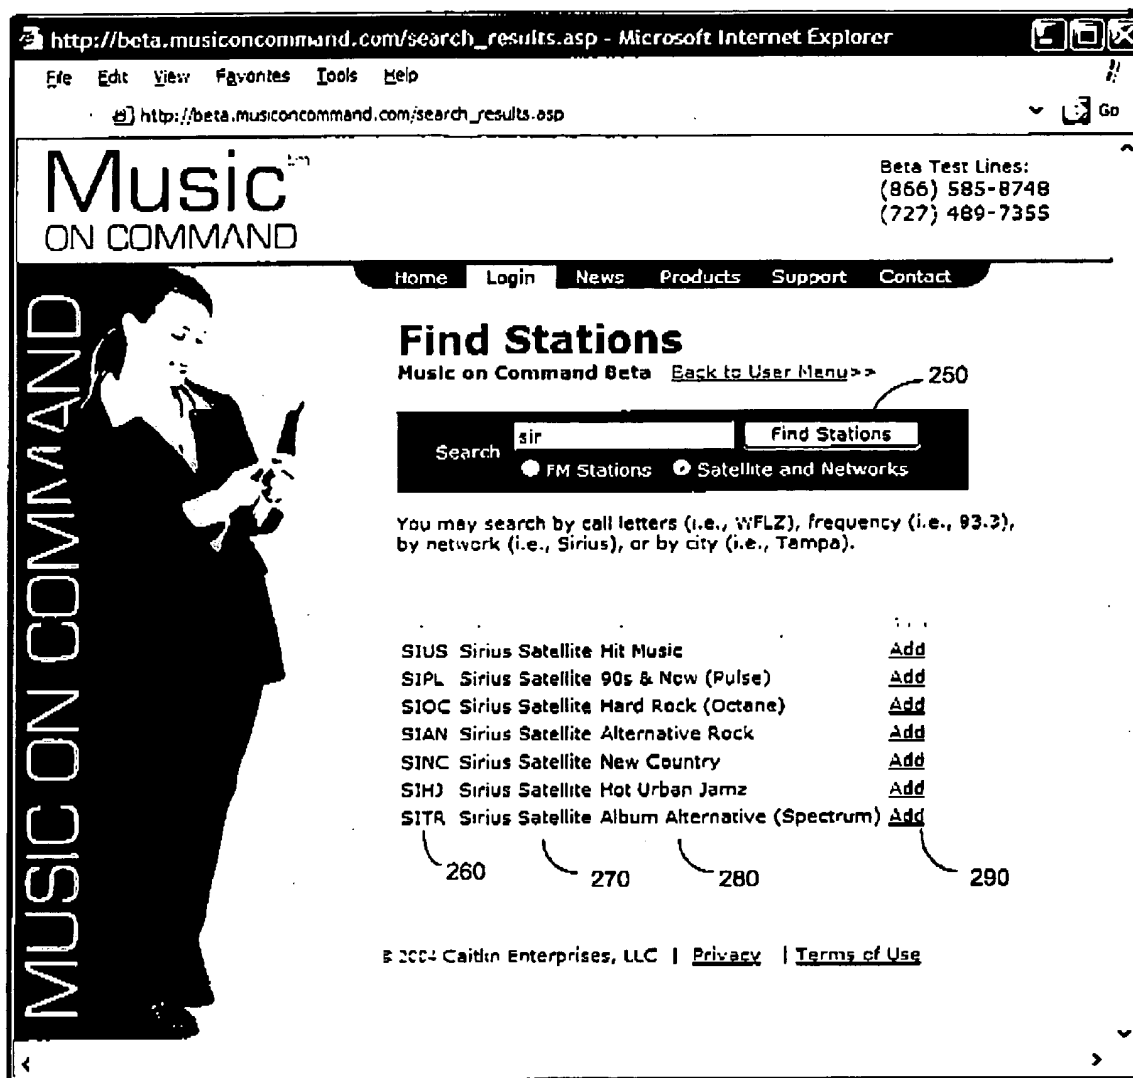 http://beta.musiconcommand.com/search_results.asp - Microsoft Internet Explorer
File Edit View Favorites Tools Help
http://beta.musiconcommand.com/search_results.asp Go
Music tm
ON COMMAND
Beta Test Lines:
(866) 585-8748
(727) 489-7355
Home Login News Products Support Contact
MUSIC ON COMMAND
Find Stations
Music on Command Beta Back to User Menu>>
250
Search sir Find Stations
FM Stations Satellite and Networks
You may search by call letters (i.e., WFLZ), frequency (i.e., 93.3),
by network (i.e., Sirius), or by city (i.e., Tampa).
SIUS Sirius Satellite Hit Music Add
SIPL Sirius Satellite 90s & Now (Pulse) Add
SIOC Sirius Satellite Hard Rock (Octane) Add
SIAN Sirius Satellite Alternative Rock Add
SINC Sirius Satellite New Country Add
SIHJ Sirius Satellite Hot Urban Jamz Add
SITR Sirius Satellite Album Alternative (Spectrum) Add
260 270 280 290
© 2004 Caitlin Enterprises, LLC | Privacy | Terms of Use